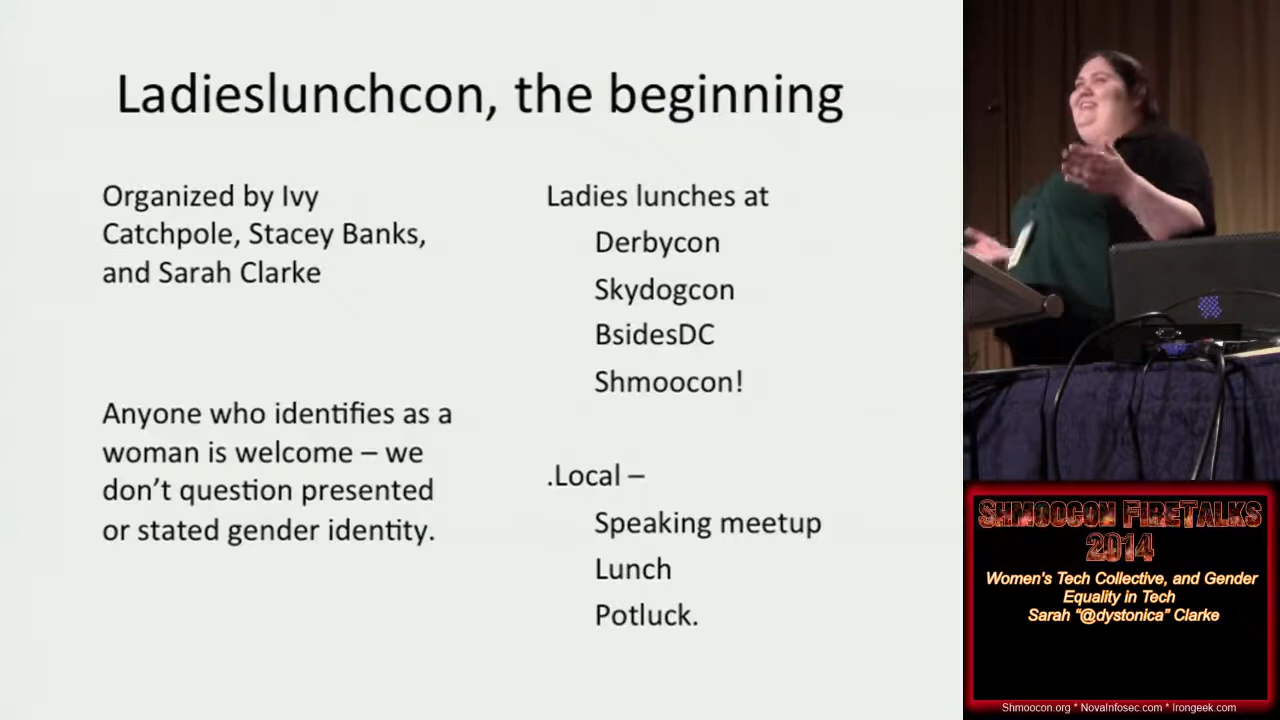 Ladieslunchcon, the beginning
Organized by Ivy
Catchpole, Stacey Banks,
and Sarah Clarke
Anyone who identifies as a
woman is welcome – we
don’t question presented
or stated gender identity.
Ladies lunches at
Derbycon
Skydogcon
BsidesDC
Shmoocon!
.Local –
Speaking meetup
Lunch
Potluck.
Shmoocon FireTalks
2014
Women's Tech Collective, and Gender
Equality in Tech
Sarah “@dystonica” Clarke
Shmoocon.org * NovaInfosec.com * Irongeek.com